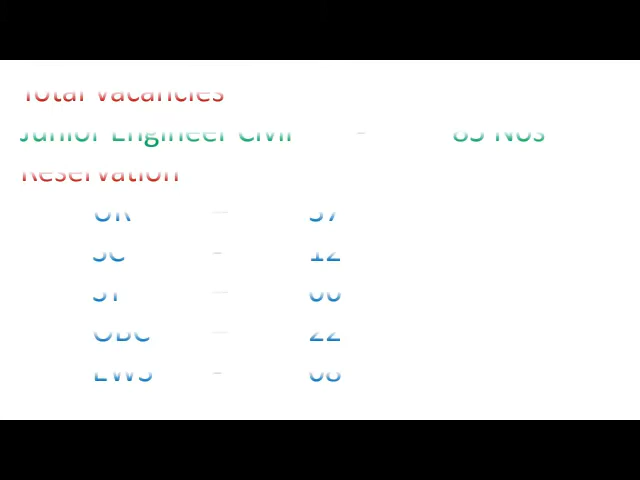 Total Vacancies
Junior Engineer Civil - 85 Nos
Reservation
UR – 37
SC - 12
ST – 06
OBC – 22
EWS - 08